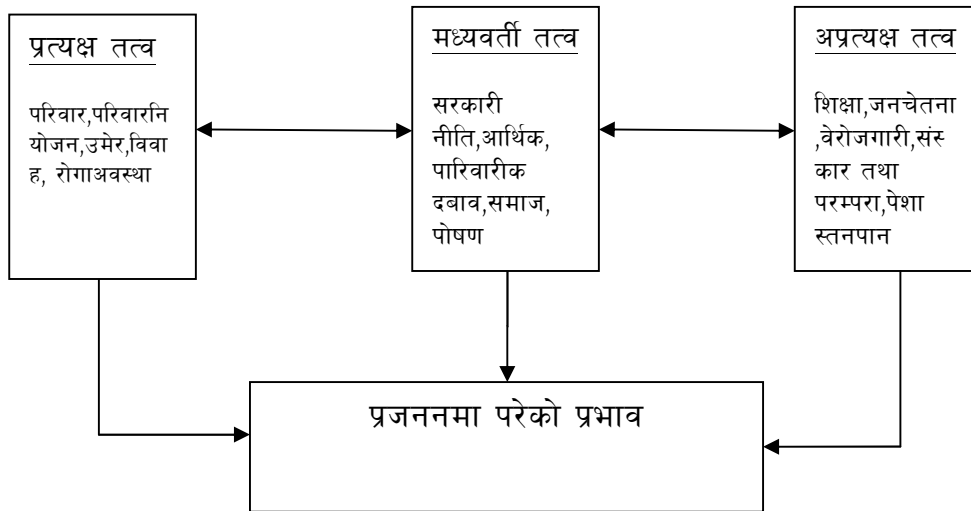 प्रत्यक्ष तत्व
परिवार,परिवारनि
योजन,उमेर,विवा
ह, रोगाअवस्था
मध्यवर्ती तत्व
सरकारी
नीति,आर्थिक,
पारिवारीक
दबाव,समाज,
पोषण
अप्रत्यक्ष तत्व
शिक्षा,जनचेतना
,वेरोजगारी,संस
कार तथा
परम्परा,पेशा
स्तनपान
प्रजननमा परेको प्रभाव